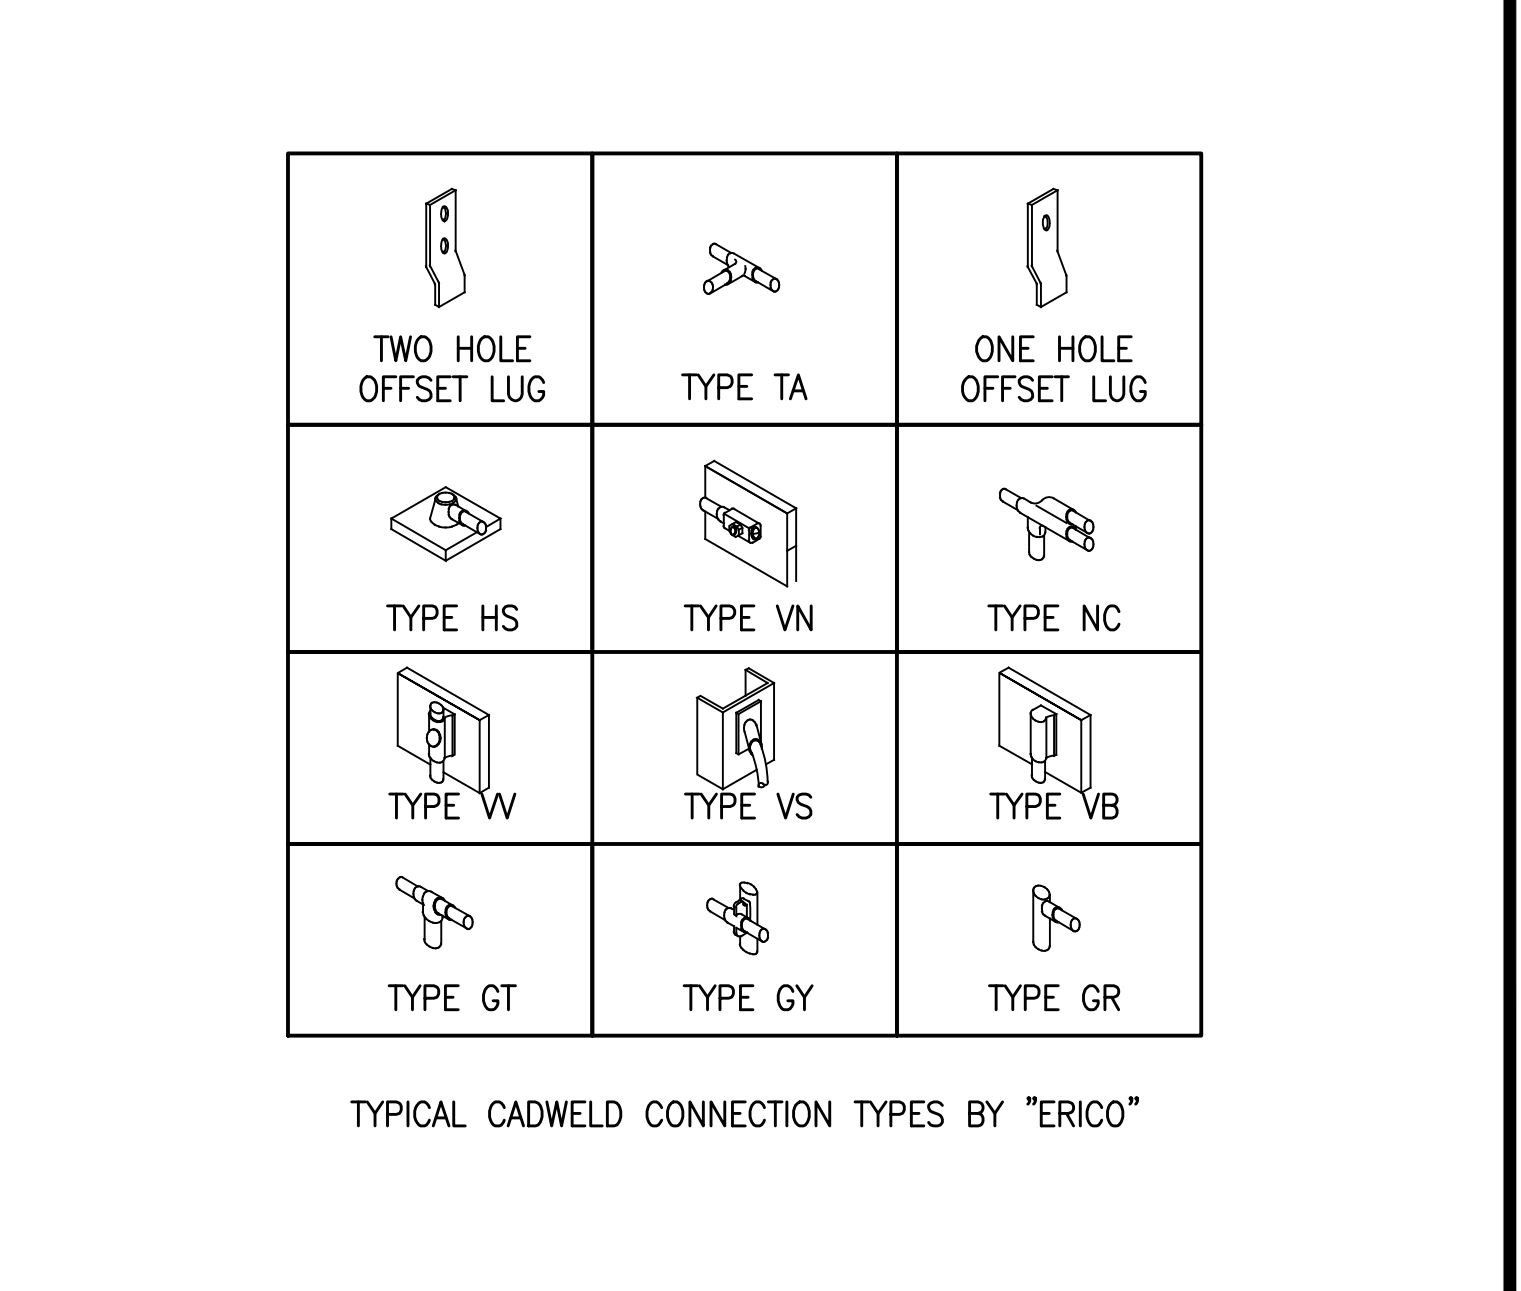 TWO HOLE
OFFSET LUG
TYPE TA
ONE HOLE
OFFSET LUG
TYPE HS
TYPE VN
TYPE NC
TYPE VV
TYPE VS
TYPE VB
TYPE GT
TYPE GY
TYPE GR
TYPICAL CADWELD CONNECTION TYPES BY "ERICO"